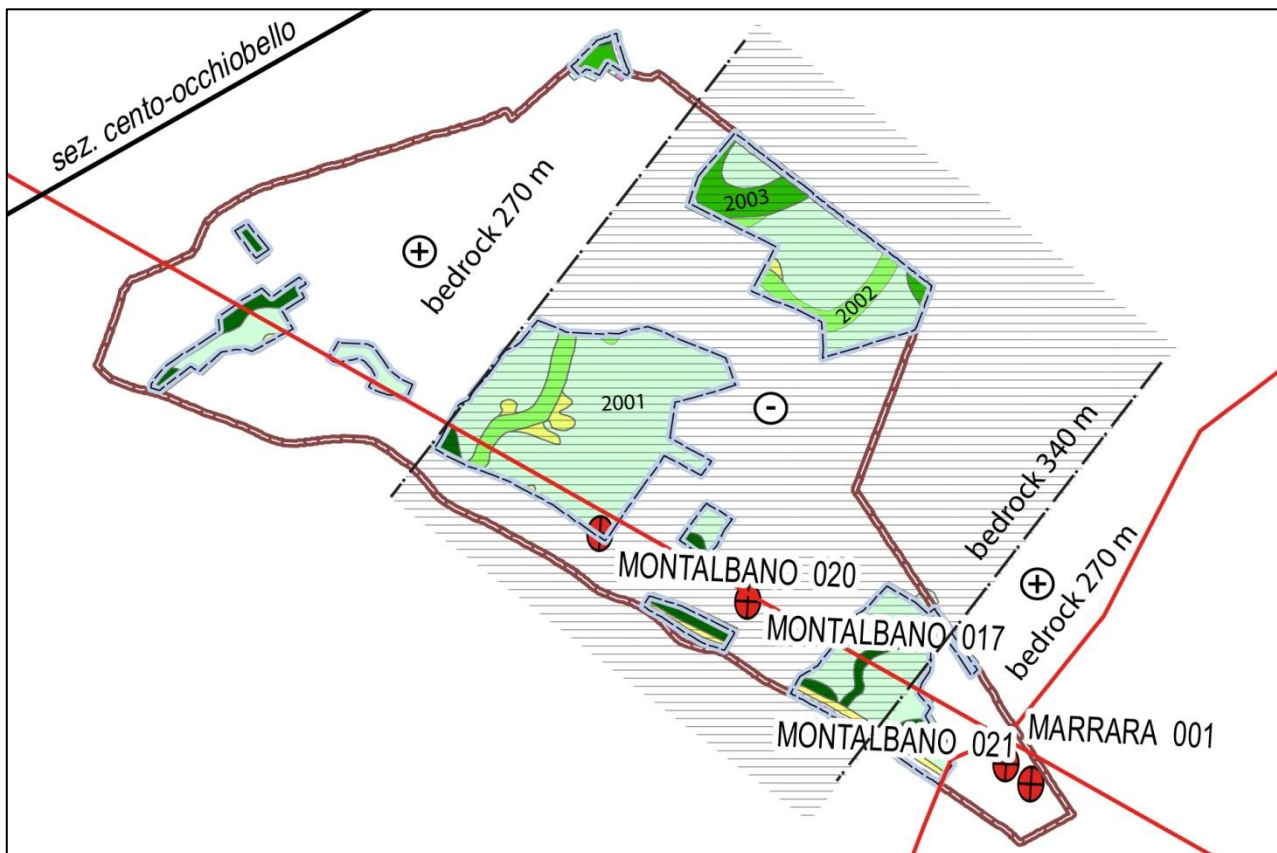 sez. cento-occhiobello
2003
bedrock 270 m
+
2002
2001
-
bedrock 340 m
+
bedrock 270 m
MONTALBANO 020
MONTALBANO 017
MONTALBANO 021
MARRARA 001